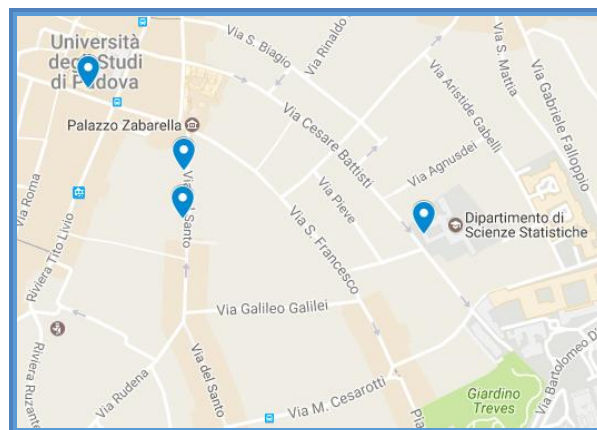 Università
degli Studi
di Padova
Via S. Biagio
Via Rinaldo
Via S. Mattia
Via Gabriele Falloppio
Via Aristide Gabelli
Palazzo Zabarella
Via Cesare Battisti
Via Agnusdei
Via Roma
Riviera Tito Livio
Via del Santo
Via Pieve
Via S. Francesco
Dipartimento di
Scienze Statistiche
Via Galileo Galilei
Riviera Ruzante
Via Rudena
Via del Santo
Via M. Cesarotti
Giardino
Treves
Via Bartolomeo D